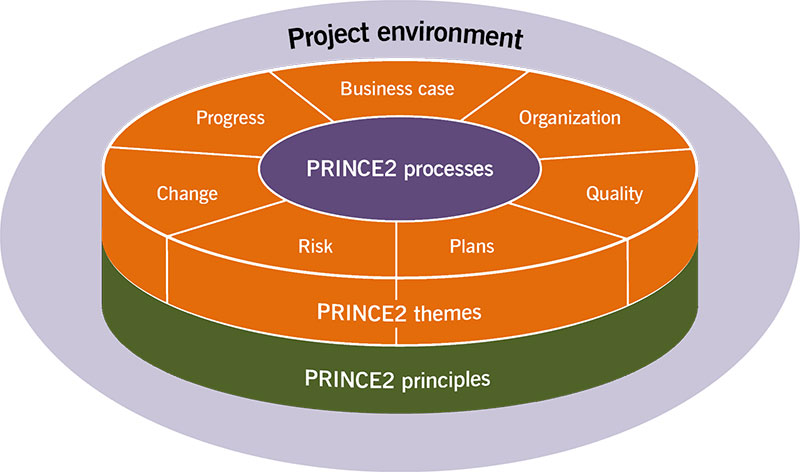 Project environment
Business case
Progress
Organization
PRINCE2 processes
Change
Quality
Risk
Plans
PRINCE2 themes
PRINCE2 principles